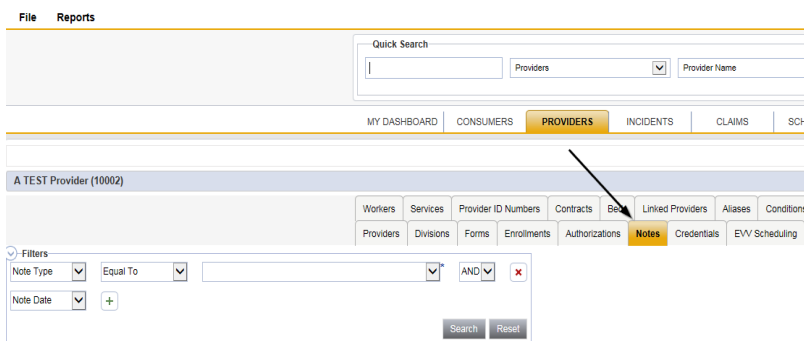 File Reports
Quick Search
Providers Provider Name
MY DASHBOARD CONSUMERS PROVIDERS INCIDENTS CLAIMS SCH
A TEST Provider (10002)
Workers Services Provider ID Numbers Contracts Linked Providers Aliases Conditions
Providers Divisions Forms Enrollments Authorizations Notes Credentials EVV Scheduling
Filters
Note Type Equal To * AND
Note Date
Search Reset